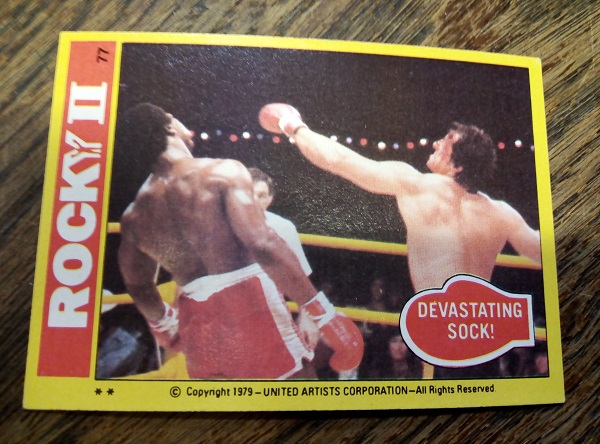 ROCKY II
77
DEVASTATING
SOCK!
** © Copyright 1979 – UNITED ARTISTS CORPORATION – All Rights Reserved.